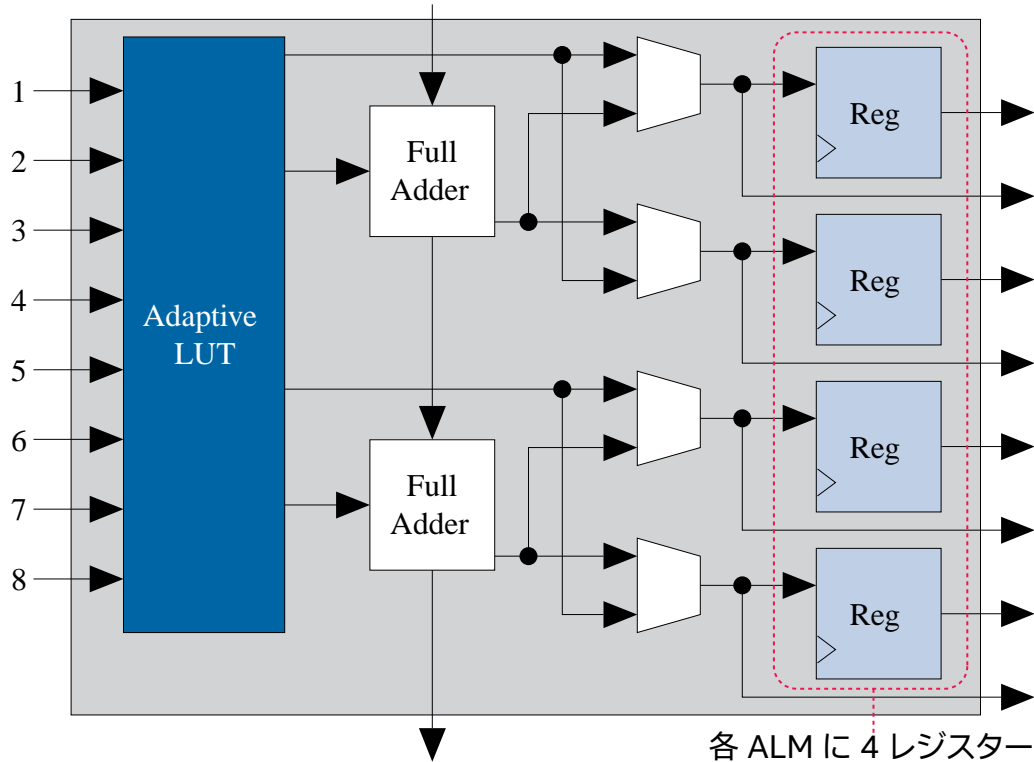 1
2
3
4
5
6
7
8
Adaptive
LUT
Full
Adder
Full
Adder
Reg
Reg
Reg
Reg
各 ALM に 4 レジスター